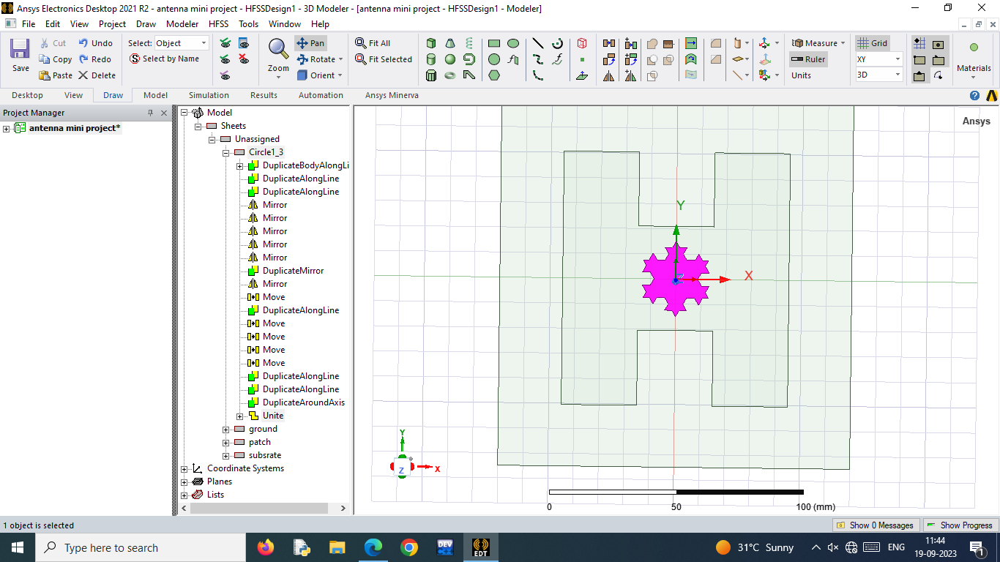 Ansys Electronics Desktop 2021 R2 - antenna mini project - HFSSDesign1 - 3D Modeler - [antenna mini project - HFSSDesign1 - Modeler]
File Edit View Project Draw Modeler HFSS Tools Window Help
Save
Cut
Copy
Paste
Undo
Redo
Delete
Select: Object
Select by Name
Zoom
Pan
Rotate
Orient
Fit All
Fit Selected
Measure
Ruler
Units
Grid
XY
3D
Materials
Desktop View Draw Model Simulation Results Automation Ansys Minerva
Project Manager
antenna mini project*
Model
Sheets
Unassigned
Circle1_3
DuplicateBodyAlongLi
DuplicateAlongLine
DuplicateAlongLine
Mirror
Mirror
Mirror
Mirror
Mirror
DuplicateMirror
Mirror
Move
DuplicateAlongLine
Move
Move
Move
Move
DuplicateAlongLine
DuplicateAlongLine
DuplicateAroundAxis
Unite
ground
patch
subsrate
Coordinate Systems
Planes
Lists
Ansys
Y
Z
X
Y
Z
X
0 50 100 (mm)
1 object is selected
Show 0 Messages
Show Progress
Type here to search
DEV
EDT
31°C Sunny
ENG
11:44
19-09-2023
1